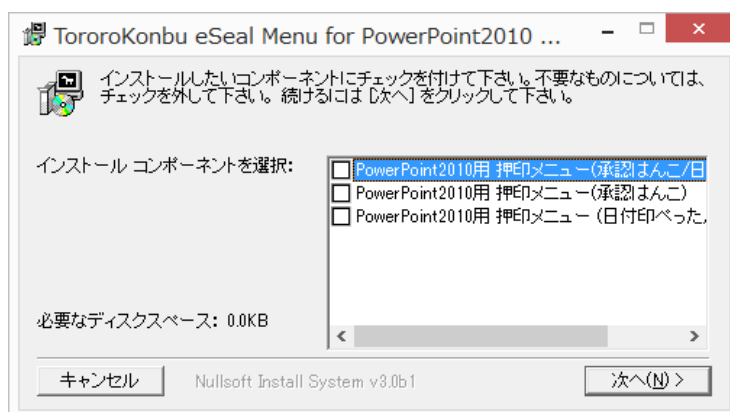 TororoKonbu eSeal Menu for PowerPoint2010 ...
インストールしたいコンポーネントにチェックを付けて下さい。不要なものについては、
チェックを外して下さい。続けるには [次へ] をクリックして下さい。
インストール コンポーネントを選択:
PowerPoint2010用 押印メニュー(承認はんこ/日
PowerPoint2010用 押印メニュー(承認はんこ)
PowerPoint2010用 押印メニュー (日付印ぺった
必要なディスクスペース: 0.0KB
キャンセル
Nullsoft Install System v3.0b1
次へ(N) >